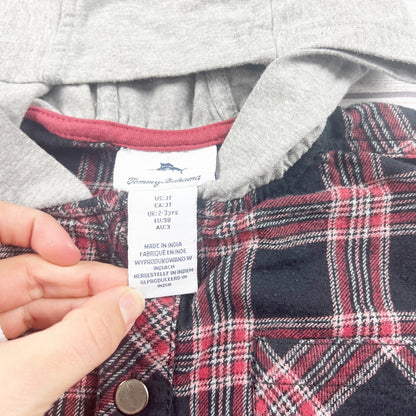 Tommy Bahama
US: 3T
CA: 3T
UK: 2-3yrs
EU: 98
AU: 3
MADE IN INDIA
FABRIQUÉ EN INDE
WYPRODUKOWANO W
INDIACH
HERGESTELLT IN INDIEN
GEPRODUCEERD IN
INDIA